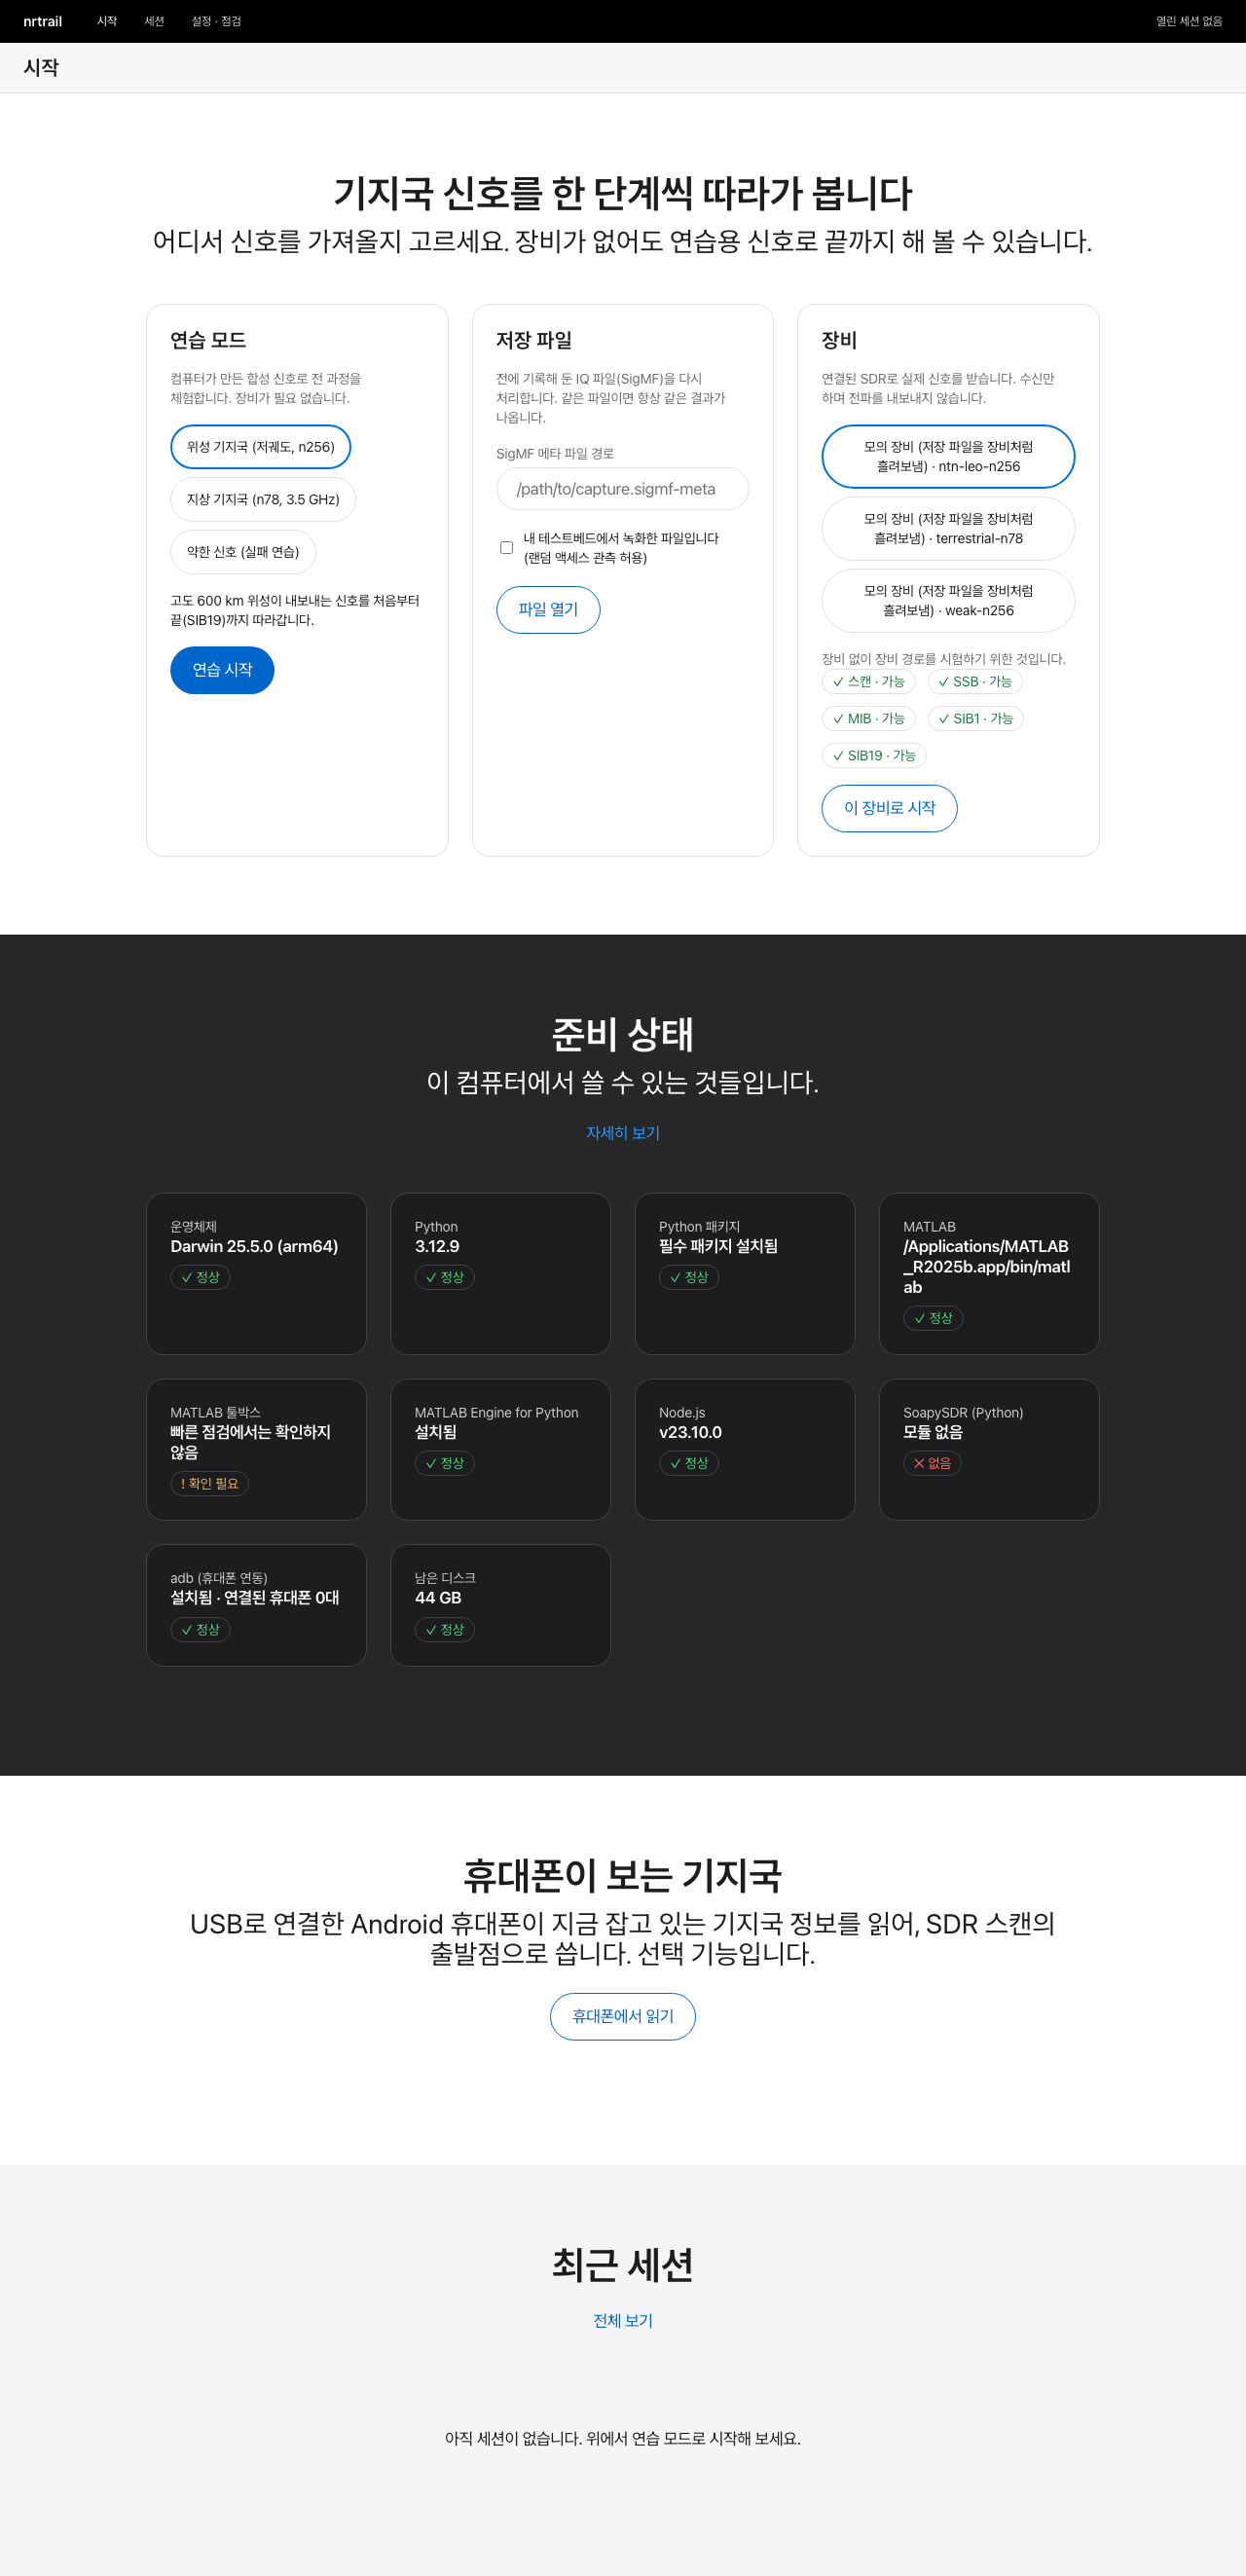 nrtrail 시작 세션 설정 · 점검 열린 세션 없음
시작
기지국 신호를 한 단계씩 따라가 봅니다
어디서 신호를 가져올지 고르세요. 장비가 없어도 연습용 신호로 끝까지 해 볼 수 있습니다.
연습 모드
컴퓨터가 만든 합성 신호로 전 과정을
체험합니다. 장비가 필요 없습니다.
위성 기지국 (저궤도, n256)
지상 기지국 (n78, 3.5 GHz)
약한 신호 (실패 연습)
고도 600 km 위성이 내보내는 신호를 처음부터
끝(SIB19)까지 따라갑니다.
연습 시작
저장 파일
전에 기록해 둔 IQ 파일(SigMF)을 다시
처리합니다. 같은 파일이면 항상 같은 결과가
나옵니다.
SigMF 메타 파일 경로
/path/to/capture.sigmf-meta
내 테스트베드에서 녹화한 파일입니다
(랜덤 액세스 관측 허용)
파일 열기
장비
연결된 SDR로 실제 신호를 받습니다. 수신만
하며 전파를 내보내지 않습니다.
모의 장비 (저장 파일을 장비처럼
흘려보냄) · ntn-leo-n256
모의 장비 (저장 파일을 장비처럼
흘려보냄) · terrestrial-n78
모의 장비 (저장 파일을 장비처럼
흘려보냄) · weak-n256
장비 없이 장비 경로를 시험하기 위한 것입니다.
✓ 스캔 · 가능 ✓ SSB · 가능
✓ MIB · 가능 ✓ SIB1 · 가능
✓ SIB19 · 가능
이 장비로 시작
준비 상태
이 컴퓨터에서 쓸 수 있는 것들입니다.
자세히 보기
운영체제
Darwin 25.5.0 (arm64)
✓ 정상
Python
3.12.9
✓ 정상
Python 패키지
필수 패키지 설치됨
✓ 정상
MATLAB
/Applications/MATLAB
_R2025b.app/bin/matl
ab
✓ 정상
MATLAB 툴박스
빠른 점검에서는 확인하지
않음
! 확인 필요
MATLAB Engine for Python
설치됨
✓ 정상
Node.js
v23.10.0
✓ 정상
SoapySDR (Python)
모듈 없음
✕ 없음
adb (휴대폰 연동)
설치됨 · 연결된 휴대폰 0대
✓ 정상
남은 디스크
44 GB
✓ 정상
휴대폰이 보는 기지국
USB로 연결한 Android 휴대폰이 지금 잡고 있는 기지국 정보를 읽어, SDR 스캔의
출발점으로 씁니다. 선택 기능입니다.
휴대폰에서 읽기
최근 세션
전체 보기
아직 세션이 없습니다. 위에서 연습 모드로 시작해 보세요.